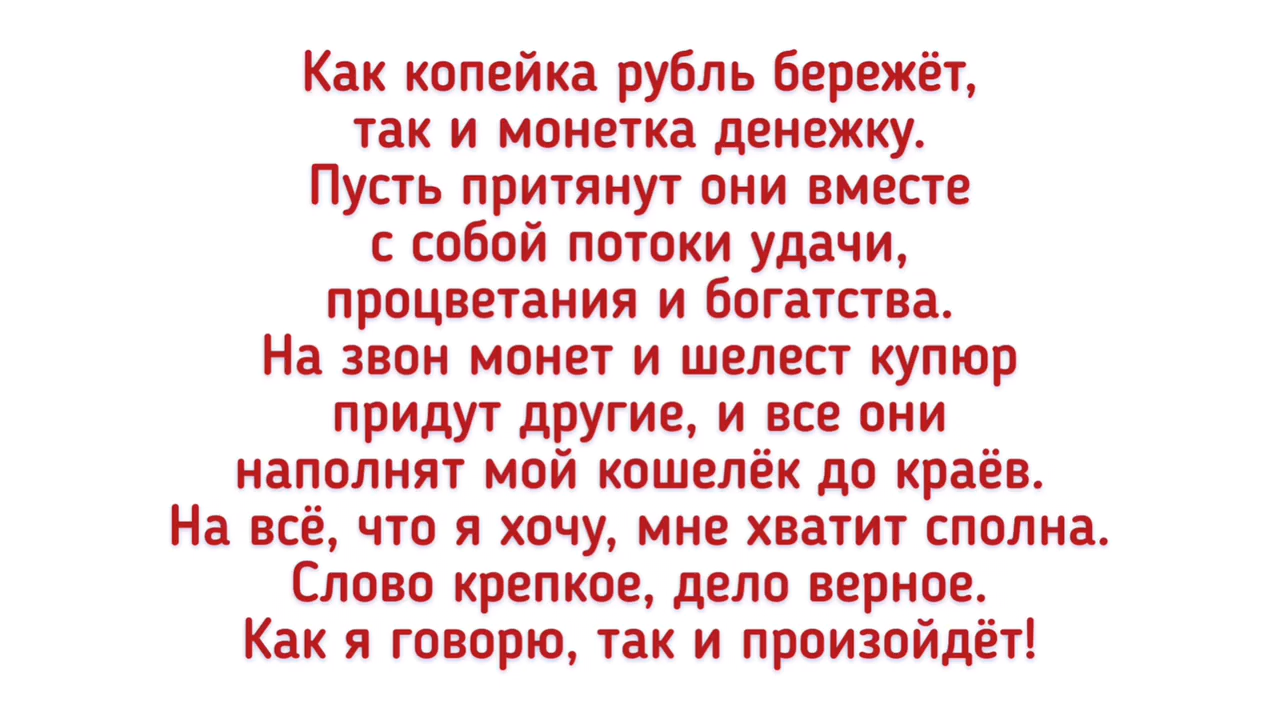 Как копейка рубль бережёт,
так и монетка денежку.
Пусть притянут они вместе
с собой потоки удачи,
процветания и богатства.
На звон монет и шелест купюр
придут другие, и все они
наполнят мой кошелёк до краёв.
На всё, что я хочу, мне хватит сполна.
Слово крепкое, дело верное.
Как я говорю, так и произойдёт!